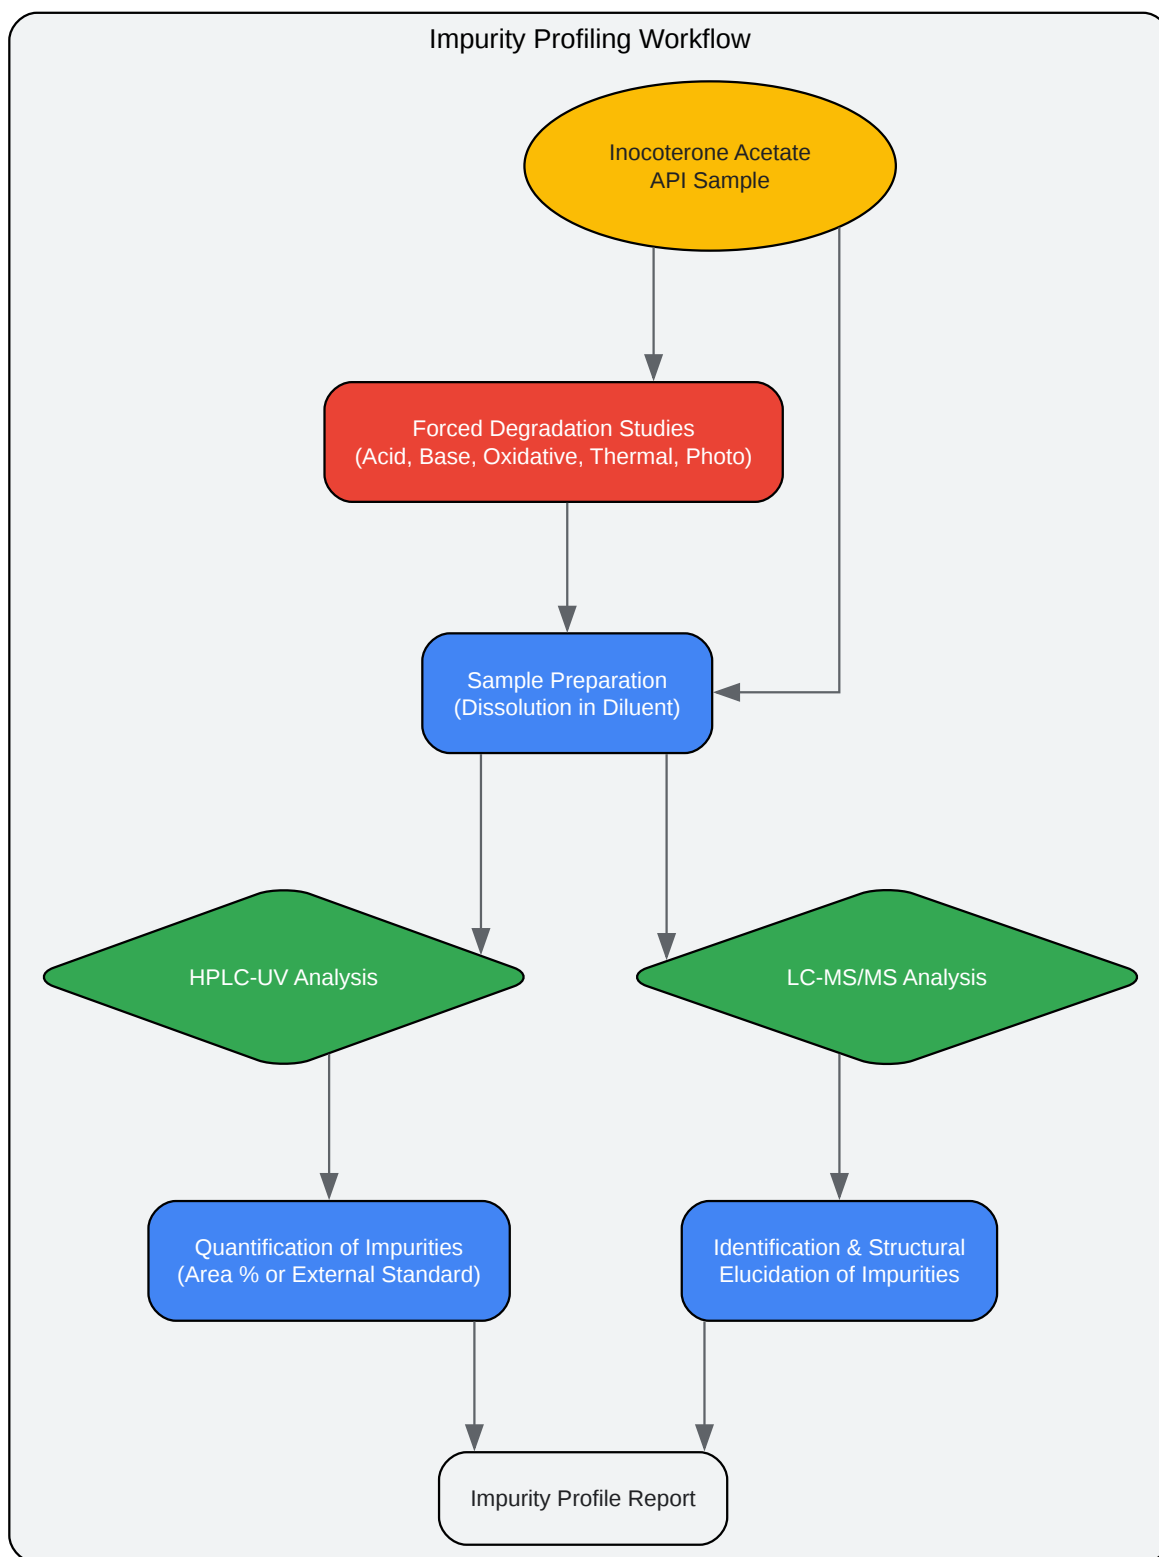 Impurity Profiling Workflow
Inocoterone Acetate
API Sample
Forced Degradation Studies
(Acid, Base, Oxidative, Thermal, Photo)
Sample Preparation
(Dissolution in Diluent)
HPLC-UV Analysis
LC-MS/MS Analysis
Quantification of Impurities
(Area % or External Standard)
Identification & Structural
Elucidation of Impurities
Impurity Profile Report